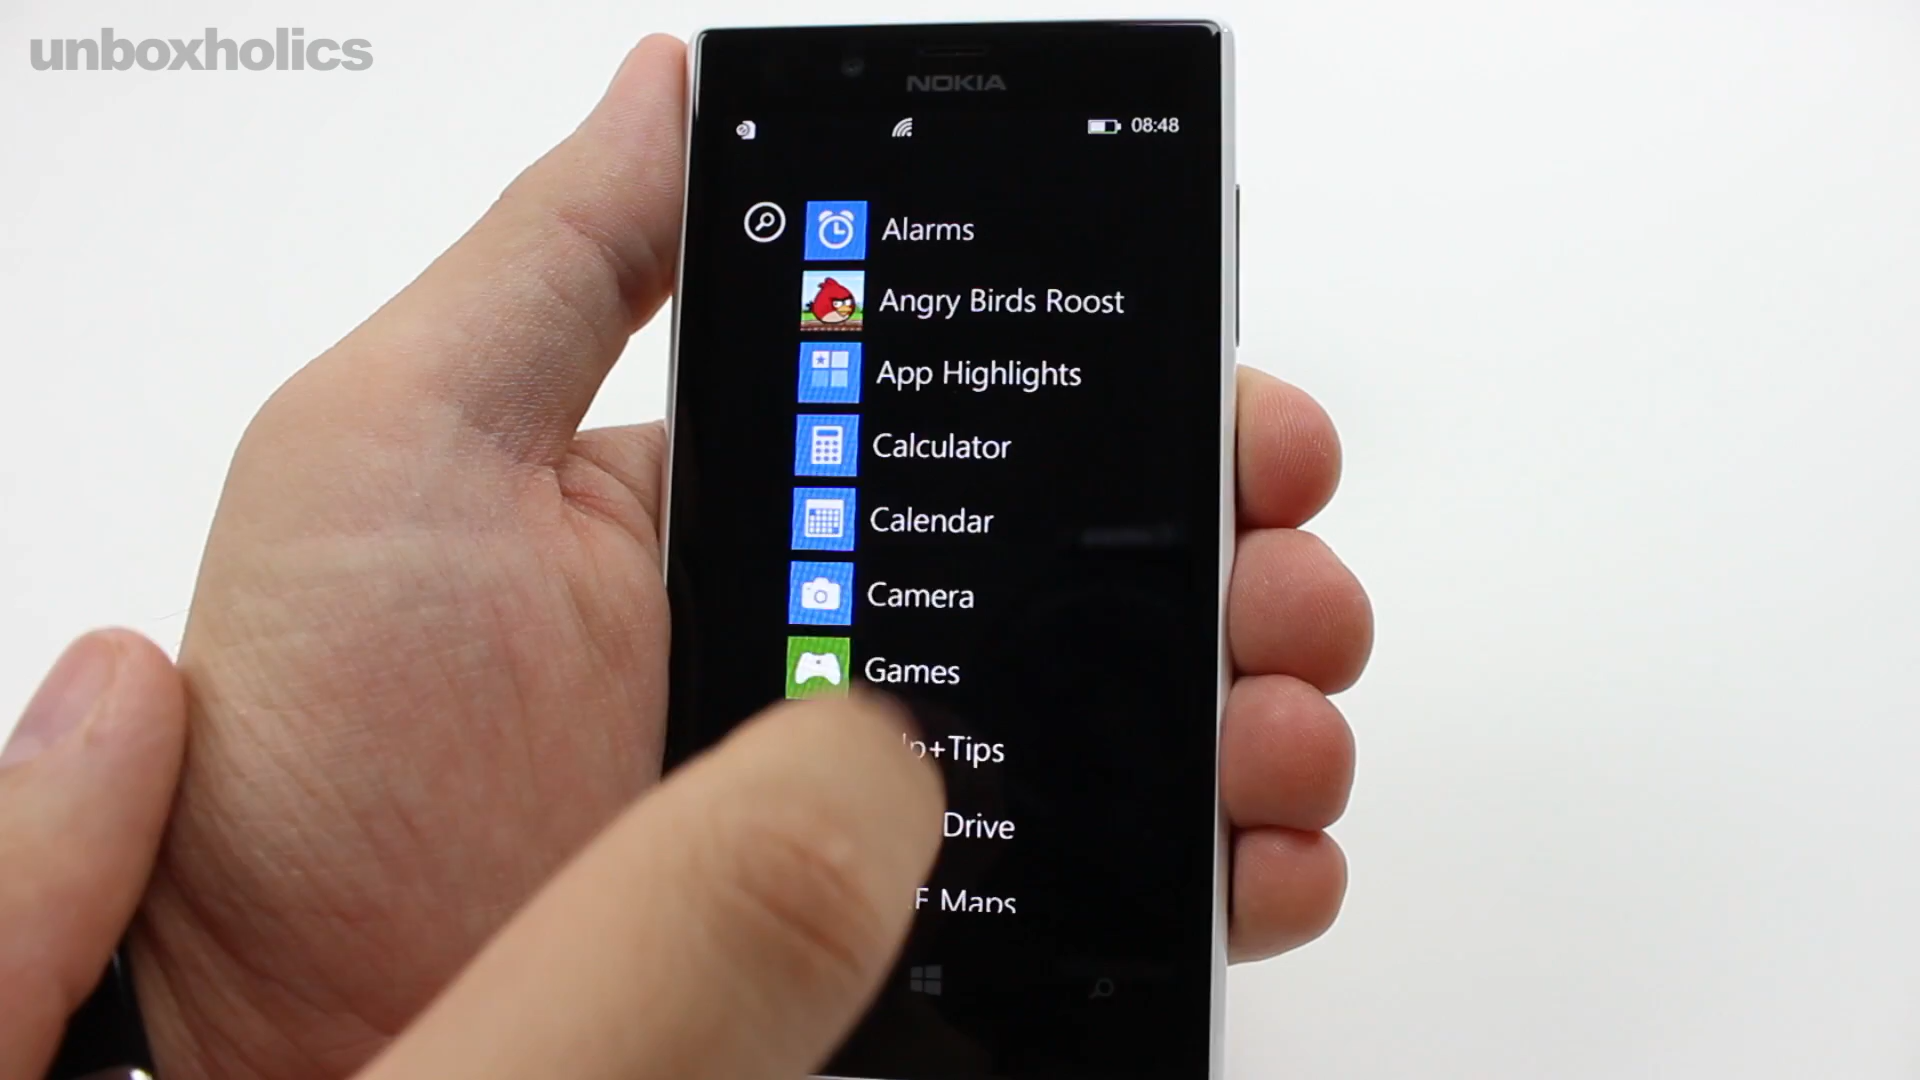 unboxholics
NOKIA
08:48
Alarms
Angry Birds Roost
App Highlights
Calculator
Calendar
Camera
Games
p+Tips
Drive
F Maps